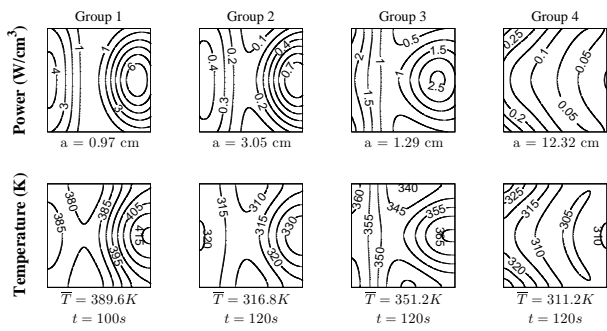 Group 1 Group 2 Group 3 Group 4
Power (W/cm³)
4 3 1 1 3
0.4 0.3 0.2 0.1 0.4 0.7 0.2
2 1.5 1 1 0.5 1.5 2.5
0.25 0.2 0.1 0.05 0.05
a = 0.97 cm a = 3.05 cm a = 1.29 cm a = 12.32 cm
Temperature (K)
380 385 385 405 395
315 320 310 315 330 320
360 355 350 340 345 355 365
325 315 305 310 310 320
T̅ = 389.6K T̅ = 316.8K T̅ = 351.2K T̅ = 311.2K
t = 100s t = 120s t = 120s t = 120s